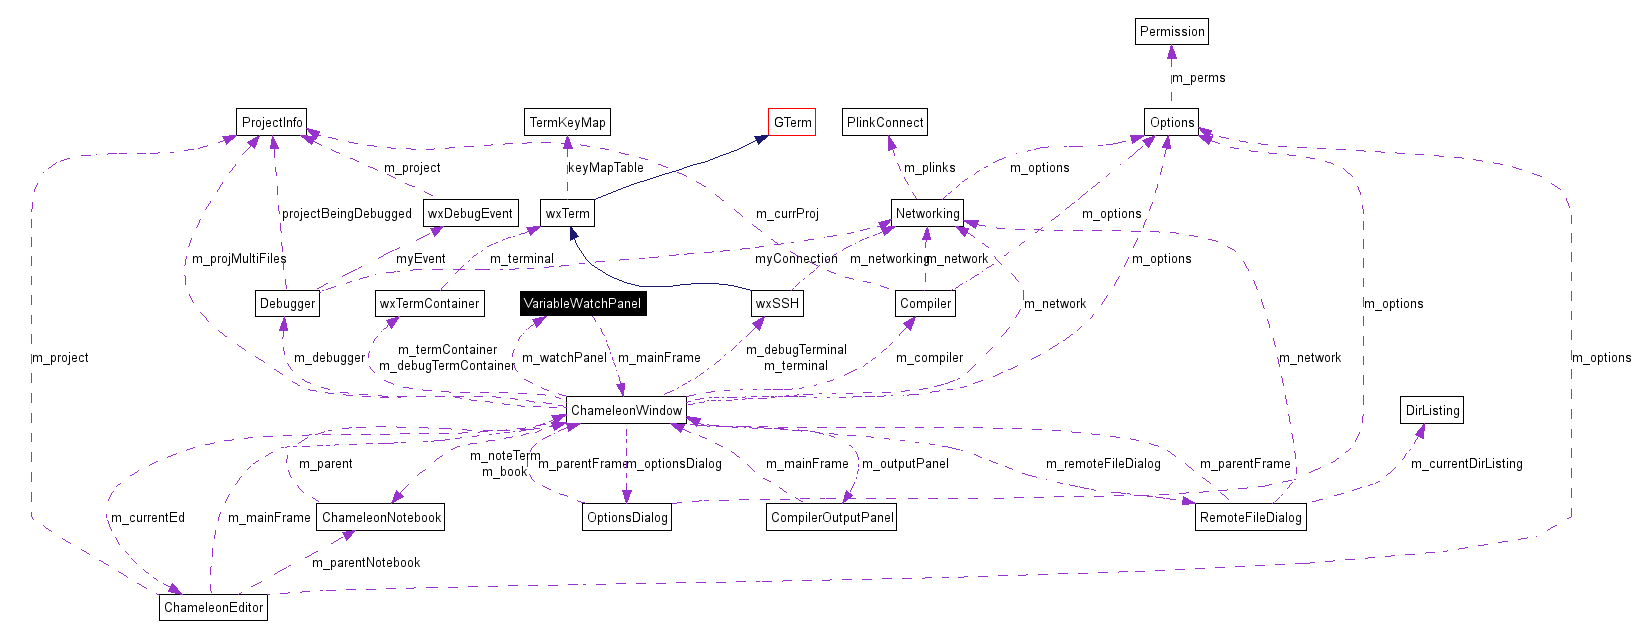 Permission
m_perms
ProjectInfo
TermKeyMap
GTerm
PlinkConnect
Options
m_project
keyMapTable
m_plinks
m_options
projectBeingDebugged
wxDebugEvent
wxTerm
m_currProj
Networking
m_options
m_projMultiFiles
myEvent
m_terminal
myConnection
m_networking
m_network
m_options
Debugger
wxTermContainer
VariableWatchPanel
wxSSH
Compiler
m_network
m_options
m_project
m_debugger
m_termContainer
m_debugTermContainer
m_watchPanel
m_mainFrame
m_debugTerminal
m_terminal
m_compiler
m_network
m_options
ChameleonWindow
DirListing
m_currentEd
m_mainFrame
m_parent
m_noteTerm
m_book
m_parentFrame
m_optionsDialog
m_mainFrame
m_outputPanel
m_remoteFileDialog
m_parentFrame
m_currentDirListing
ChameleonNotebook
OptionsDialog
CompilerOutputPanel
RemoteFileDialog
m_parentNotebook
ChameleonEditor